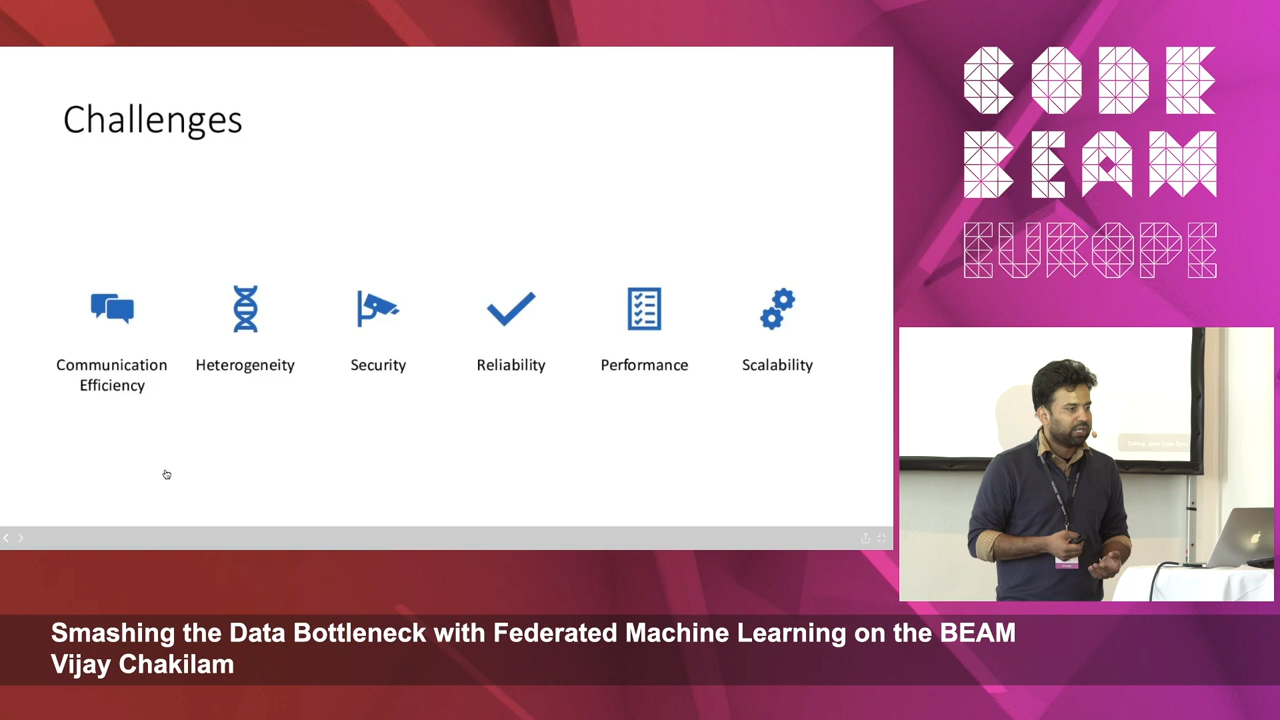 Challenges
Communication
Efficiency
Heterogeneity
Security
Reliability
Performance
Scalability
CODE
BEAM
EUROPE
Smashing the Data Bottleneck with Federated Machine Learning on the BEAM
Vijay Chakilam